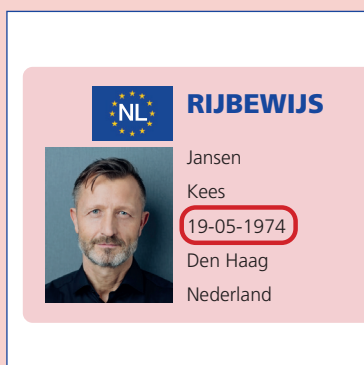 NL
RIJBEWIJS
Jansen
Kees
19-05-1974
Den Haag
Nederland